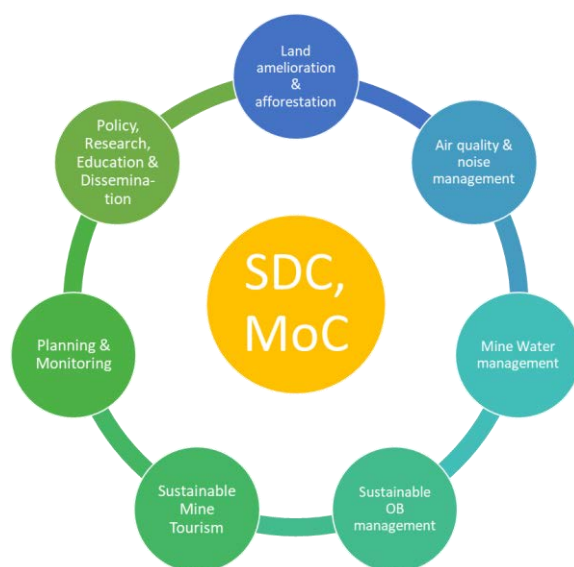 Land
amelioration
&
afforestation
Air quality &
noise
management
Mine Water
management
Sustainable
OB
management
Sustainable
Mine
Tourism
Planning &
Monitoring
Policy,
Research,
Education &
Dissemina-
tion
SDC,
MoC